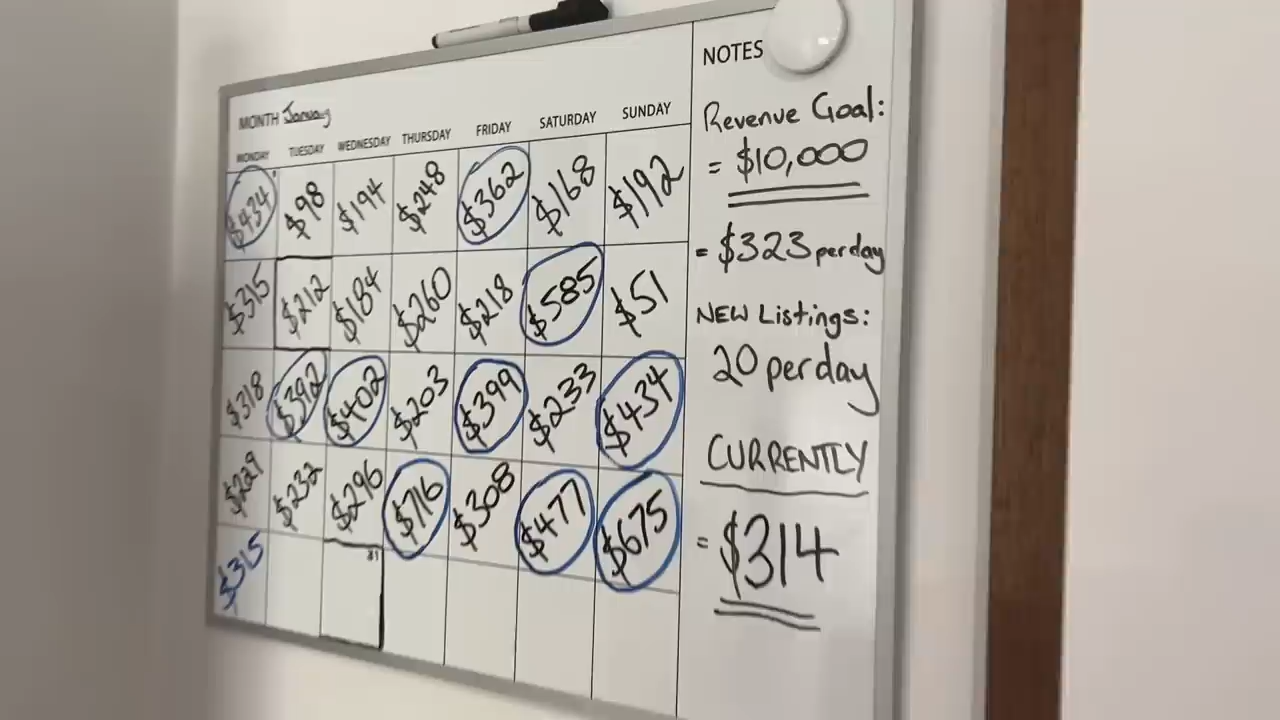 MONTH January
MONDAY TUESDAY WEDNESDAY THURSDAY FRIDAY SATURDAY SUNDAY
$434 $98 $194 $248 $362 $168 $192
$315 $212 $184 $260 $218 $585 $51
$318 $392 $402 $203 $399 $233 $434
$229 $232 $296 $716 $308 $477 $675
$315
31
NOTES
Revenue Goal:
= $10,000
= $323 per day
NEW Listings:
20 per day
CURRENTLY
= $314